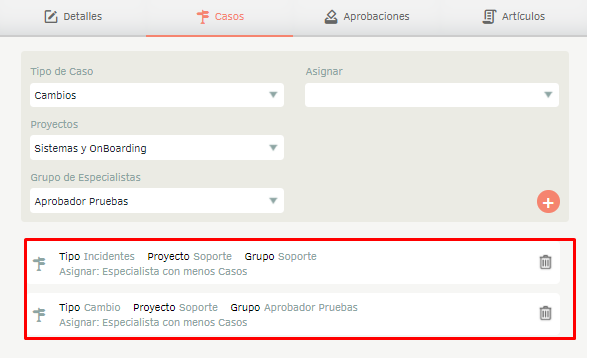 Detalles
Casos
Aprobaciones
Artículos
Tipo de Caso
Asignar
Cambios
Proyectos
Sistemas y OnBoarding
Grupo de Especialistas
Aprobador Pruebas
Tipo Incidentes Proyecto Soporte Grupo Soporte
Asignar: Especialista con menos Casos
Tipo Cambio Proyecto Soporte Grupo Aprobador Pruebas
Asignar: Especialista con menos Casos